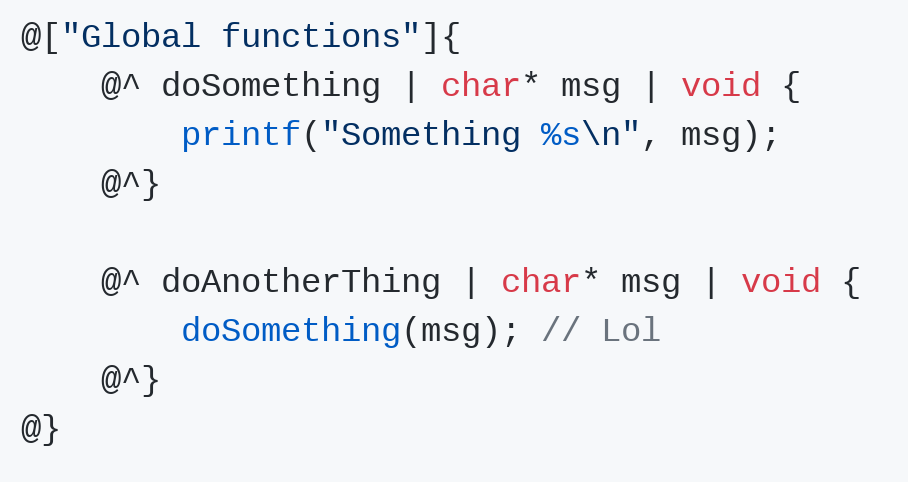 @["Global functions"]{
    @^ doSomething | char* msg | void {
        printf("Something %s\n", msg);
    @^}

    @^ doAnotherThing | char* msg | void {
        doSomething(msg); // Lol
    @^}
@}